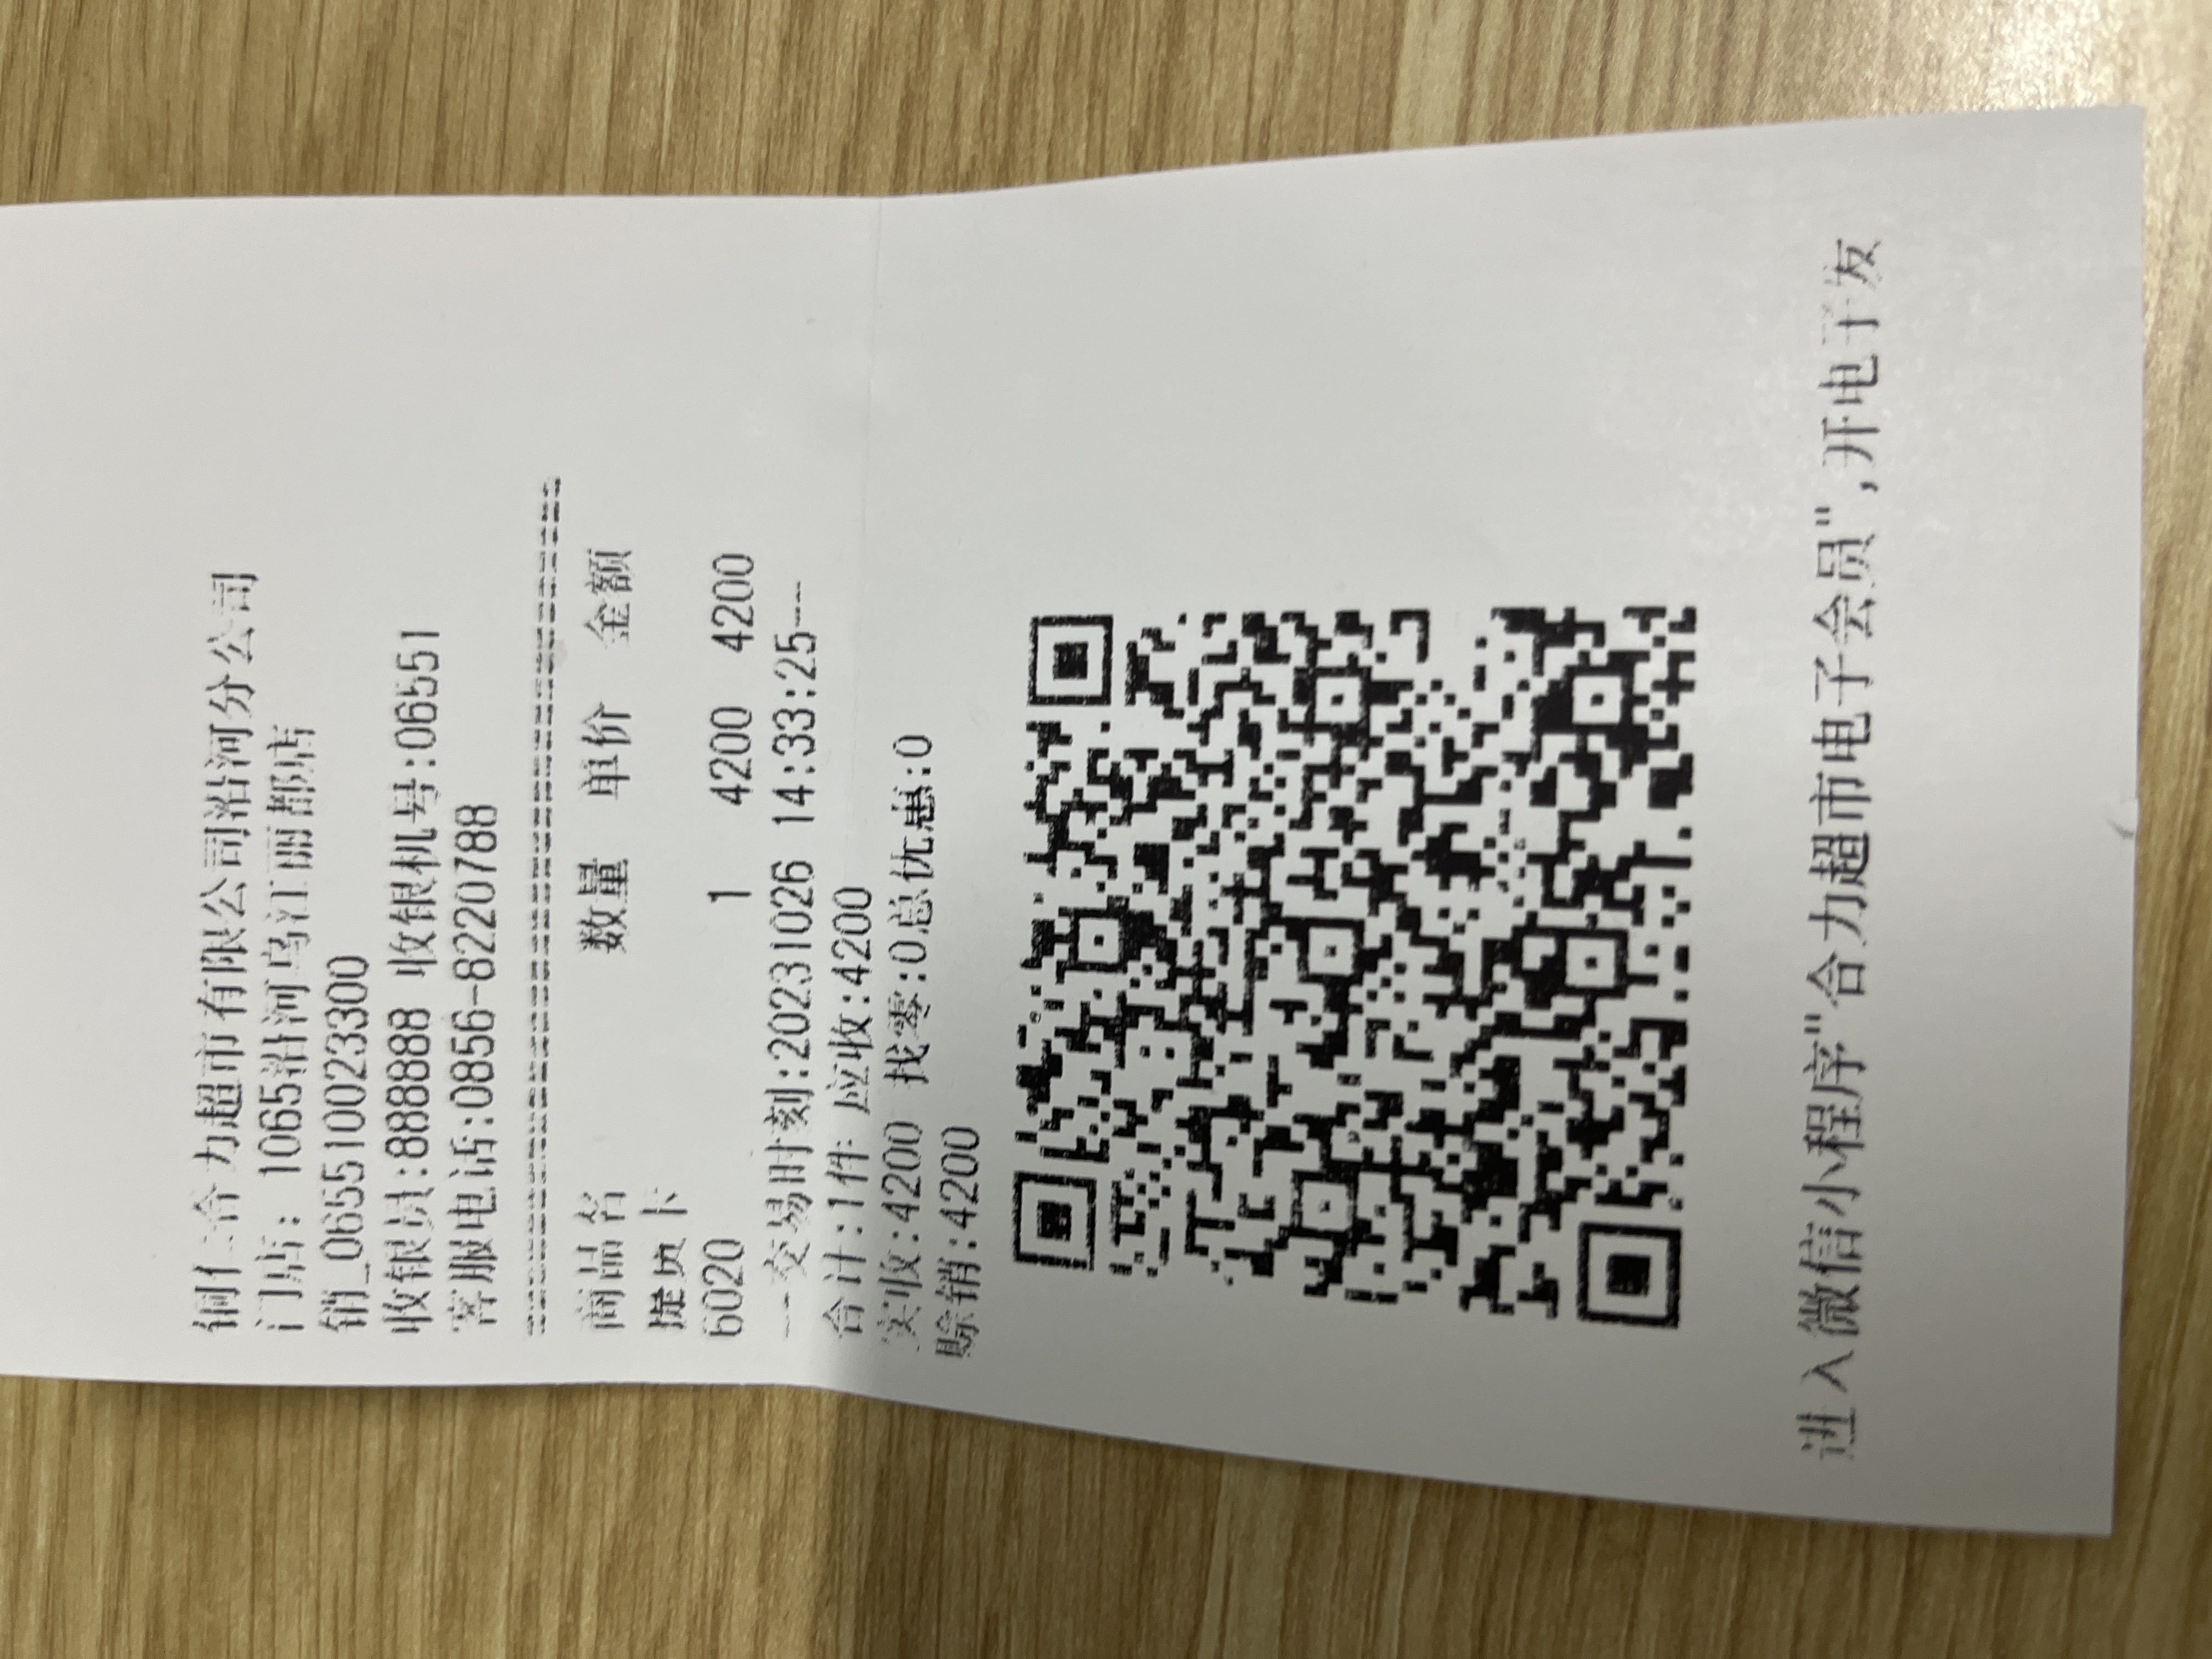 铜仁合力超市有限公司沿河分公司
门店: 1065沿河乌江丽都店
销_0655100233300
收银员:888888 收银机号:06551
客服电话:0856-8220788
商品名 数量 单价 金额
提货卡
6020 1 4200 4200
---交易时刻:20231026 14:33:25---
合计:1件 应收:4200
实收:4200 找零:0总优惠:0
赊销:4200
进入微信小程序"合力超市电子会员",开电子发